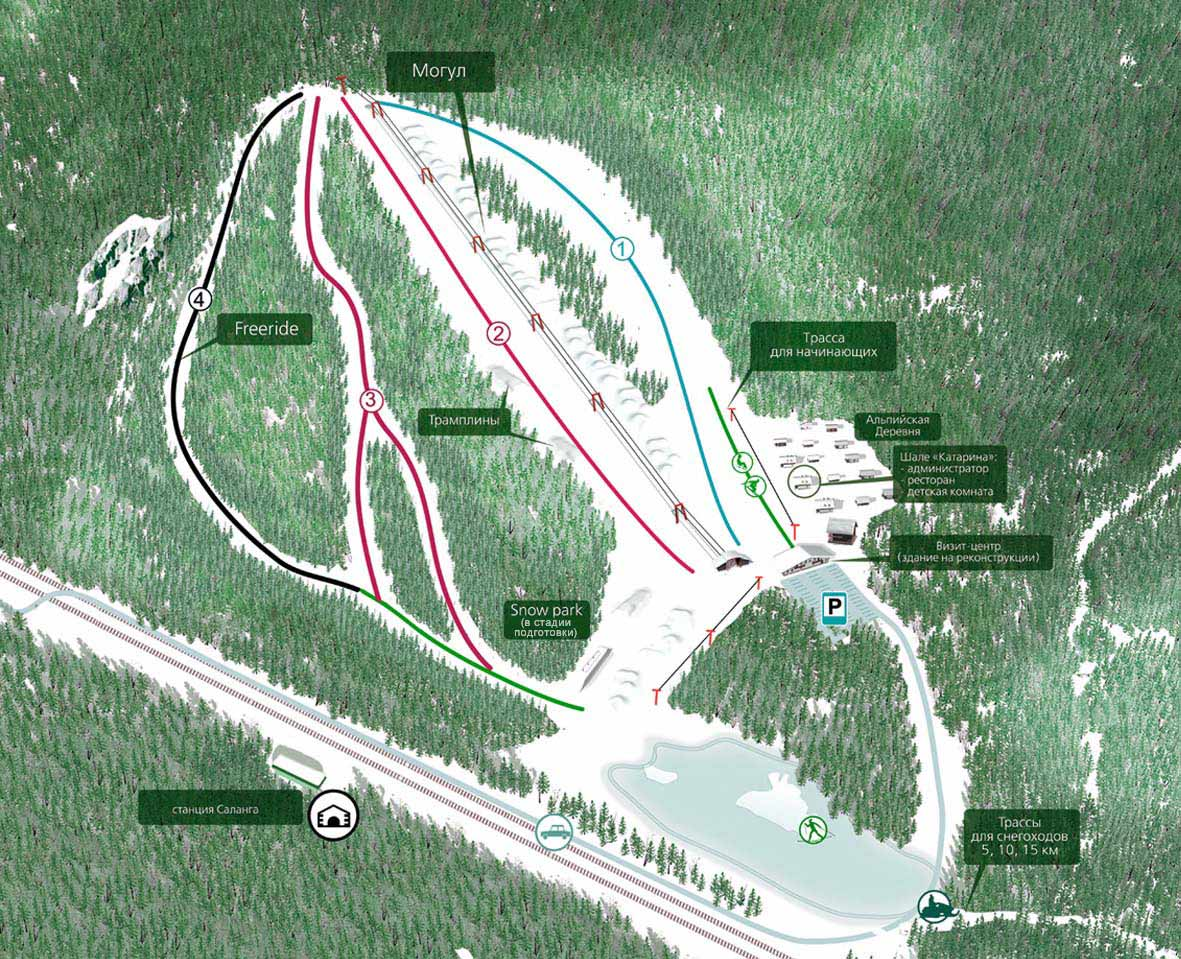 Могул
1
4
Freeride
2
Трасса
для начинающих
3
Трамплины
Альпийская
Деревня
Шале «Катарина»:
- администратор
- ресторан
- детская комната
Визит-центр
(здание на реконструкции)
P
Snow park
(в стадии
подготовки)
станция Саланга
Трассы
для снегоходов
5, 10, 15 км